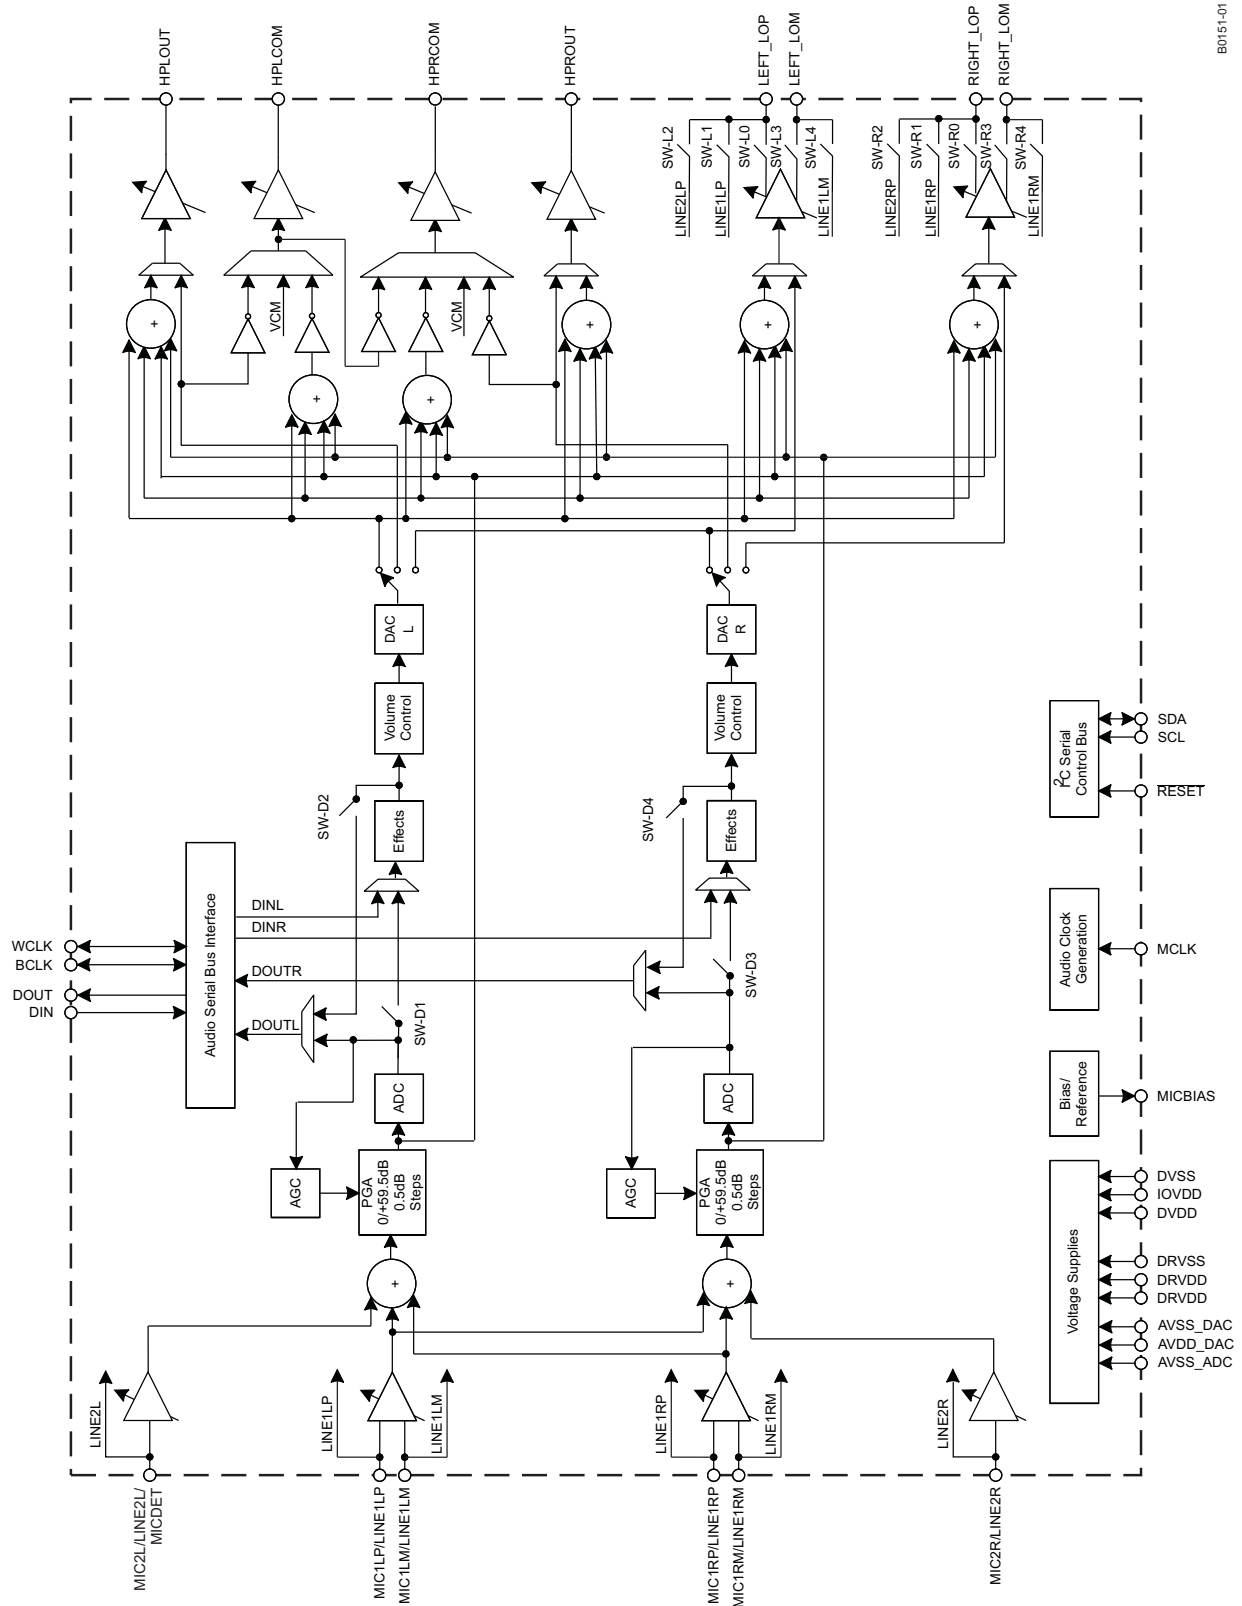 B0151-01
HPLOUT
HPLCOM
HPRCOM
HPROUT
LEFT_LOP
LEFT_LOM
RIGHT_LOP
RIGHT_LOM
SW-L2
SW-L1
SW-L0
SW-L3
SW-L4
LINE2LP
LINE1LP
LINE1LM
SW-R2
SW-R1
SW-R0
SW-R3
SW-R4
LINE2RP
LINE1RP
LINE1RM
VCM
VCM
+
+
+
+
+
+
+
+
DAC
L
DAC
R
Volume
Control
Volume
Control
SW-D2
SW-D4
Effects
Effects
I2C Serial
Control Bus
SDA
SCL
RESET
Audio Serial Bus Interface
WCLK
BCLK
DOUT
DIN
DINL
DINR
DOUTR
DOUTL
SW-D1
SW-D3
Audio Clock
Generation
MCLK
ADC
ADC
Bias/
Reference
MICBIAS
AGC
PGA
0/+59.5dB
0.5dB
Steps
AGC
PGA
0/+59.5dB
0.5dB
Steps
Voltage Supplies
DVSS
IOVDD
DVDD
DRVSS
DRVDD
DRVDD
AVSS_DAC
AVDD_DAC
AVSS_ADC
LINE2L
LINE1LP
LINE1LM
LINE1RP
LINE1RM
LINE2R
MIC2L/LINE2L/
MICDET
MIC1LP/LINE1LP
MIC1LM/LINE1LM
MIC1RP/LINE1RP
MIC1RM/LINE1RM
MIC2R/LINE2R